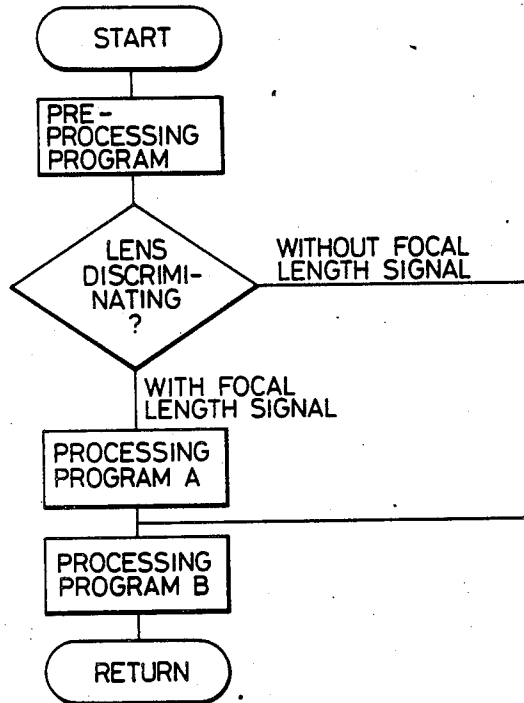 START
PRE-
PROCESSING
PROGRAM
LENS
DISCRIMI-
NATING
?
WITHOUT FOCAL
LENGTH SIGNAL
WITH FOCAL
LENGTH SIGNAL
PROCESSING
PROGRAM A
PROCESSING
PROGRAM B
RETURN